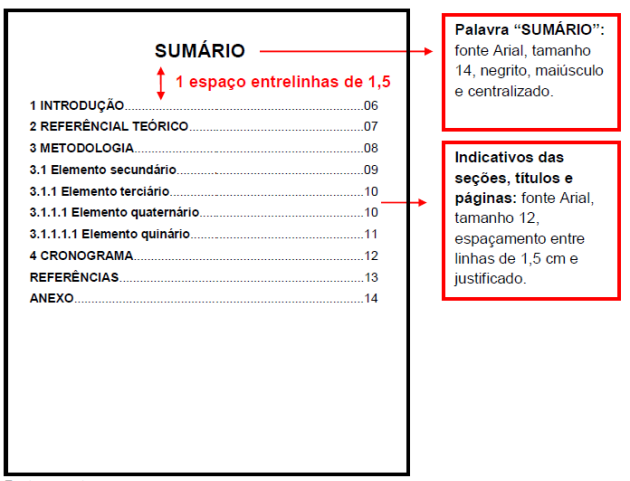 SUMÁRIO
1 espaço entrelinhas de 1,5
1 INTRODUÇÃO.....06
2 REFERÊNCIAL TEÓRICO.....07
3 METODOLOGIA.....08
3.1 Elemento secundário.....09
3.1.1 Elemento terciário.....10
3.1.1.1 Elemento quaternário.....10
3.1.1.1.1 Elemento quinário.....11
4 CRONOGRAMA.....12
REFERÊNCIAS.....13
ANEXO.....14
Palavra “SUMÁRIO”:
fonte Arial, tamanho
14, negrito, maiúsculo
e centralizado.
Indicativos das
seções, títulos e
páginas: fonte Arial,
tamanho 12,
espaçamento entre
linhas de 1,5 cm e
justificado.